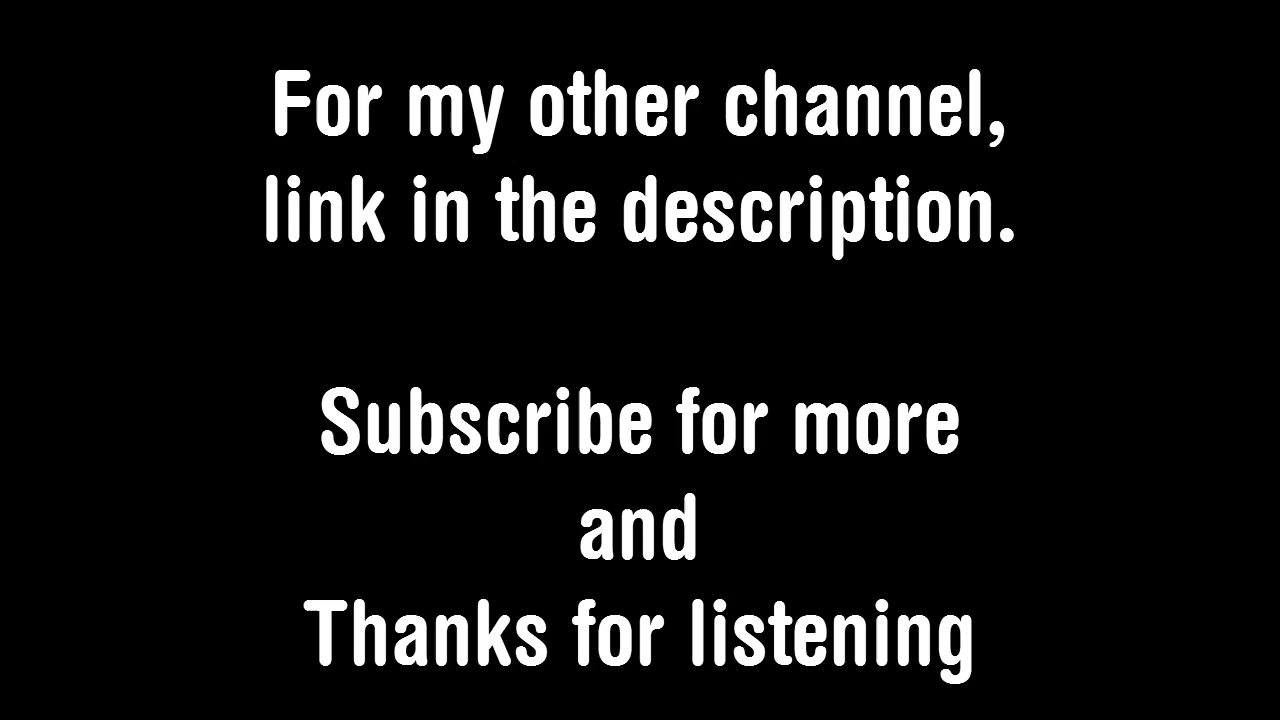 For my other channel,
link in the description.
Subscribe for more
and
Thanks for listening